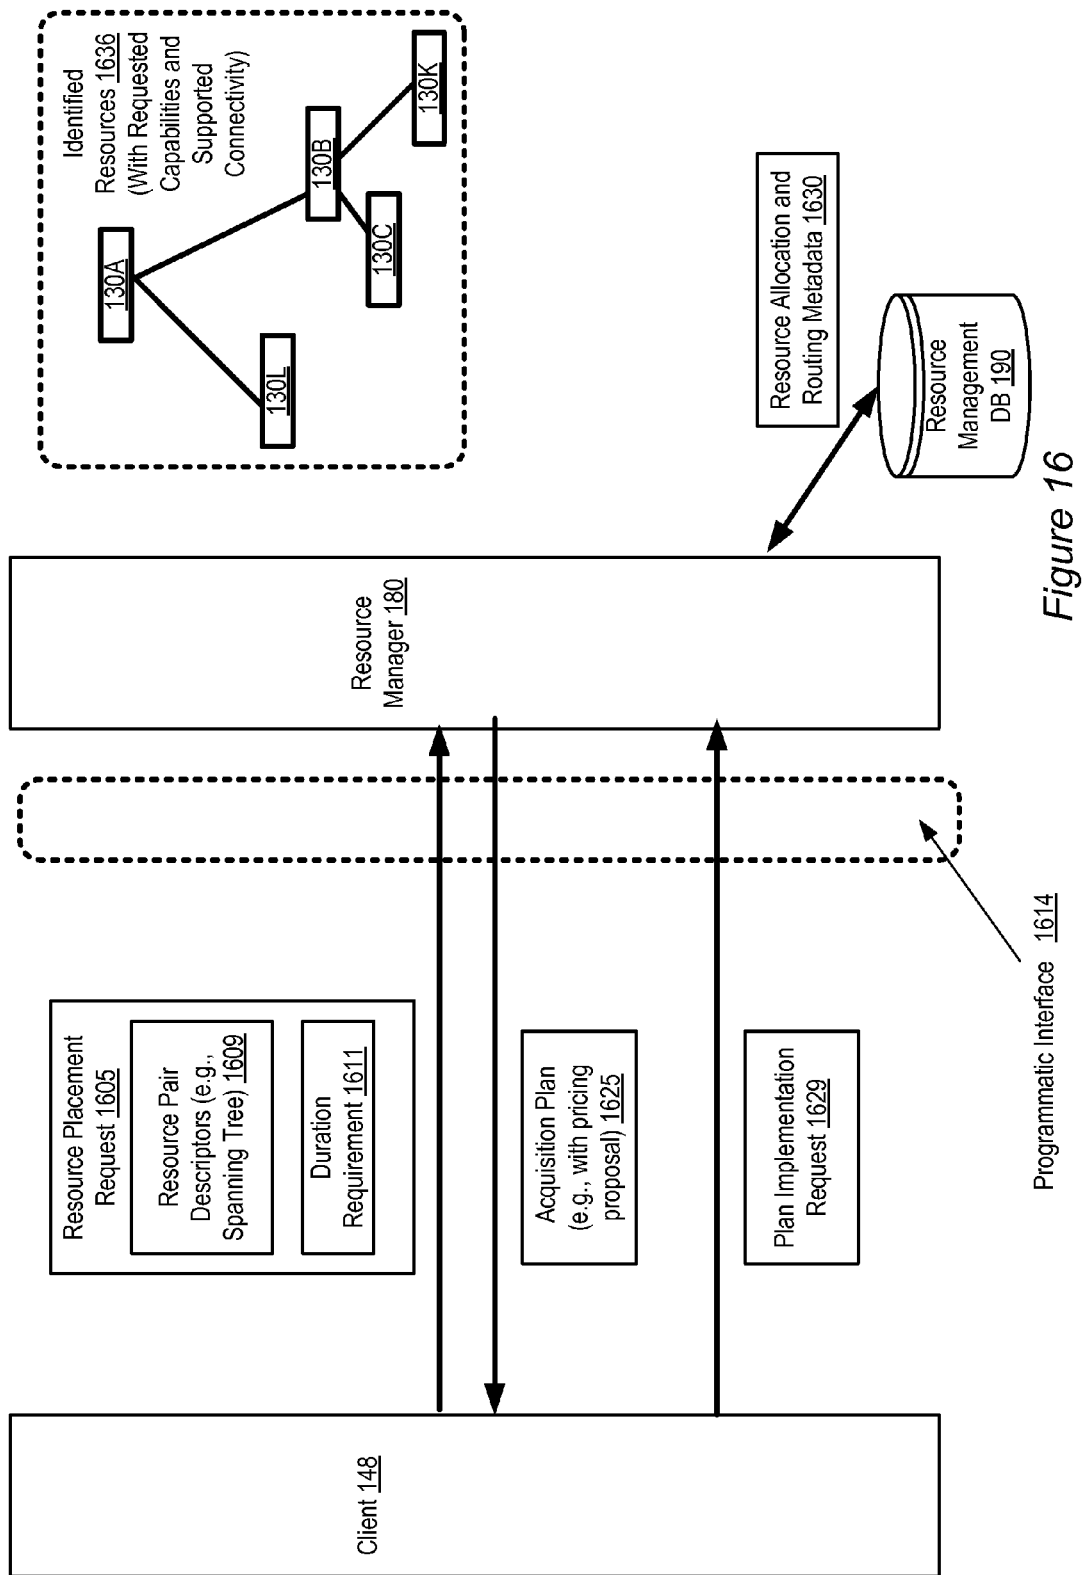 Client 148
Resource Placement
Request 1605
Resource Pair
Descriptors (e.g.,
Spanning Tree) 1609
Duration
Requirement 1611
Acquisition Plan
(e.g., with pricing
proposal) 1625
Plan Implementation
Request 1629
Programmatic Interface 1614
Resource
Manager 180
Identified
Resources 1636
(With Requested
Capabilities and
Supported
Connectivity)
130A
130L
130B
130C
130K
Resource Allocation and
Routing Metadata 1630
Resource
Management
DB 190
Figure 16